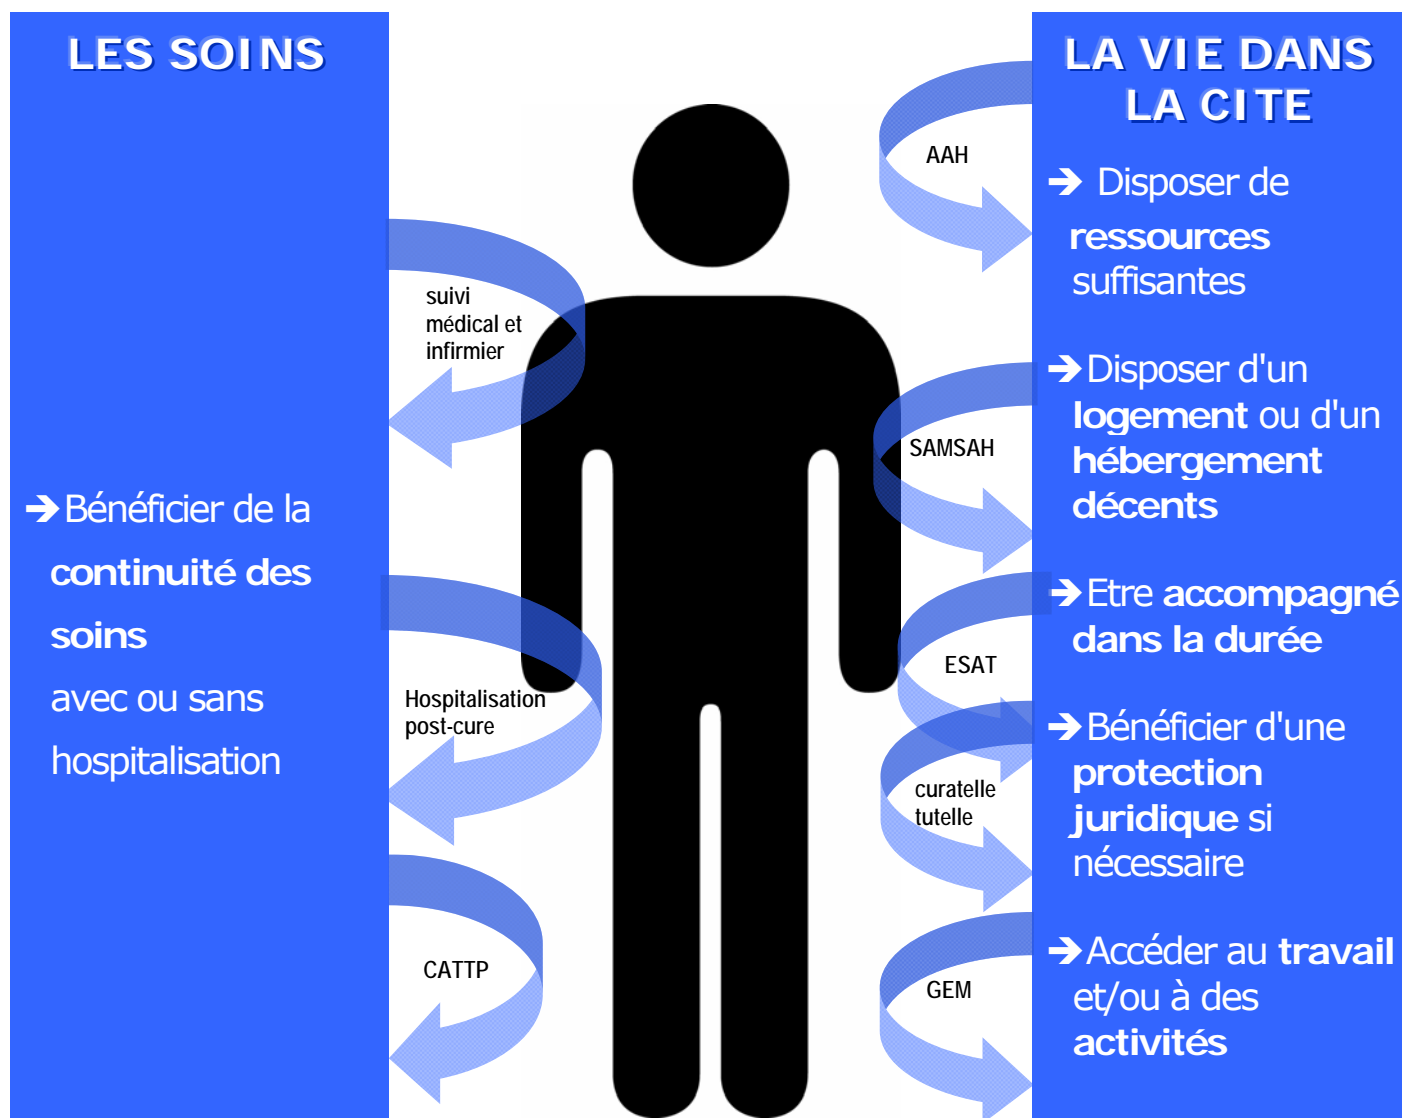 LES SOINS
➔ Bénéficier de la
continuité des
soins
avec ou sans
hospitalisation
suivi
médical et
infirmier
Hospitalisation
post-cure
CATTP
AAH
SAMSAH
ESAT
curatelle
tutelle
GEM
LA VIE DANS
LA CITE
➔ Disposer de
ressources
suffisantes
➔ Disposer d'un
logement ou d'un
hébergement
décents
➔ Etre accompagné
dans la durée
➔ Bénéficier d'une
protection
juridique si
nécessaire
➔ Accéder au travail
et/ou à des
activités